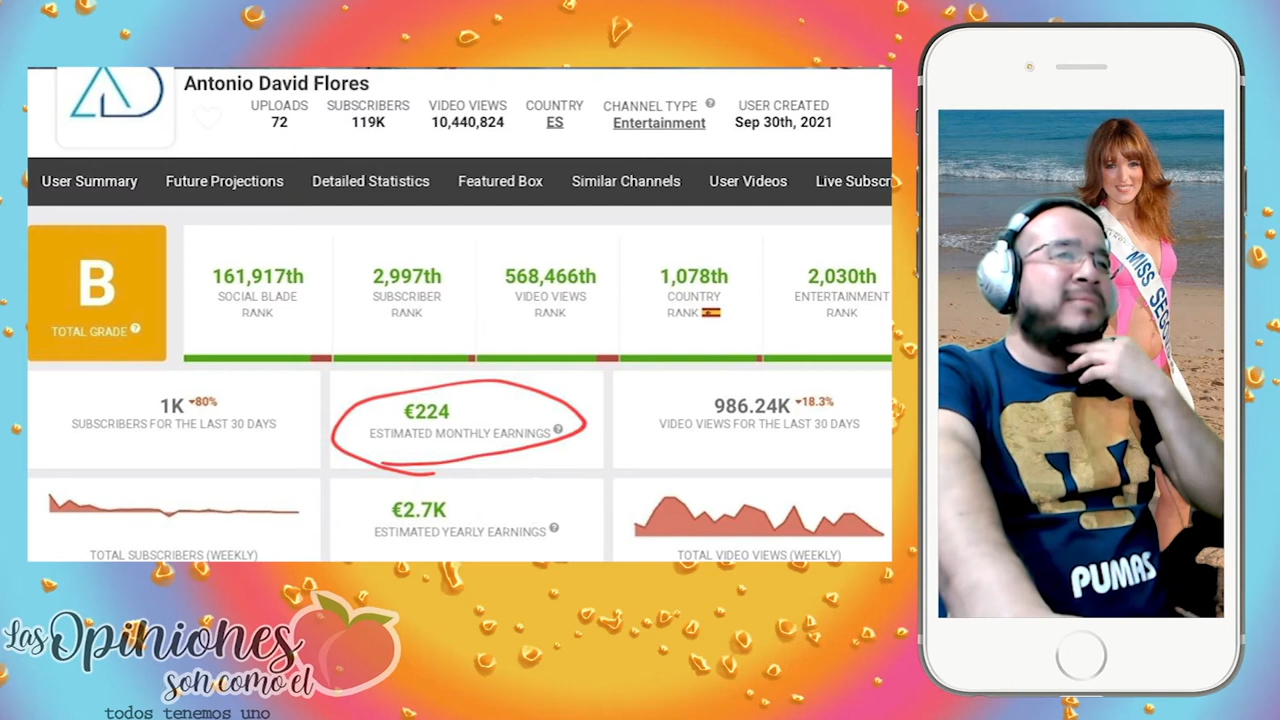 Antonio David Flores
UPLOADS
72
SUBSCRIBERS
119K
VIDEO VIEWS
10,440,824
COUNTRY
ES
CHANNEL TYPE ?
Entertainment
USER CREATED
Sep 30th, 2021
User Summary
Future Projections
Detailed Statistics
Featured Box
Similar Channels
User Videos
Live Subscr
B
TOTAL GRADE ?
161,917th
SOCIAL BLADE
RANK
2,997th
SUBSCRIBER
RANK
568,466th
VIDEO VIEWS
RANK
1,078th
COUNTRY
RANK
2,030th
ENTERTAINMENT
RANK
1K -80%
SUBSCRIBERS FOR THE LAST 30 DAYS
€224
ESTIMATED MONTHLY EARNINGS ?
986.24K -18.3%
VIDEO VIEWS FOR THE LAST 30 DAYS
TOTAL SUBSCRIBERS (WEEKLY)
€2.7K
ESTIMATED YEARLY EARNINGS ?
TOTAL VIDEO VIEWS (WEEKLY)
MISS SEGO
PUMAS
Las
Opiniones
son como el
todos tenemos uno